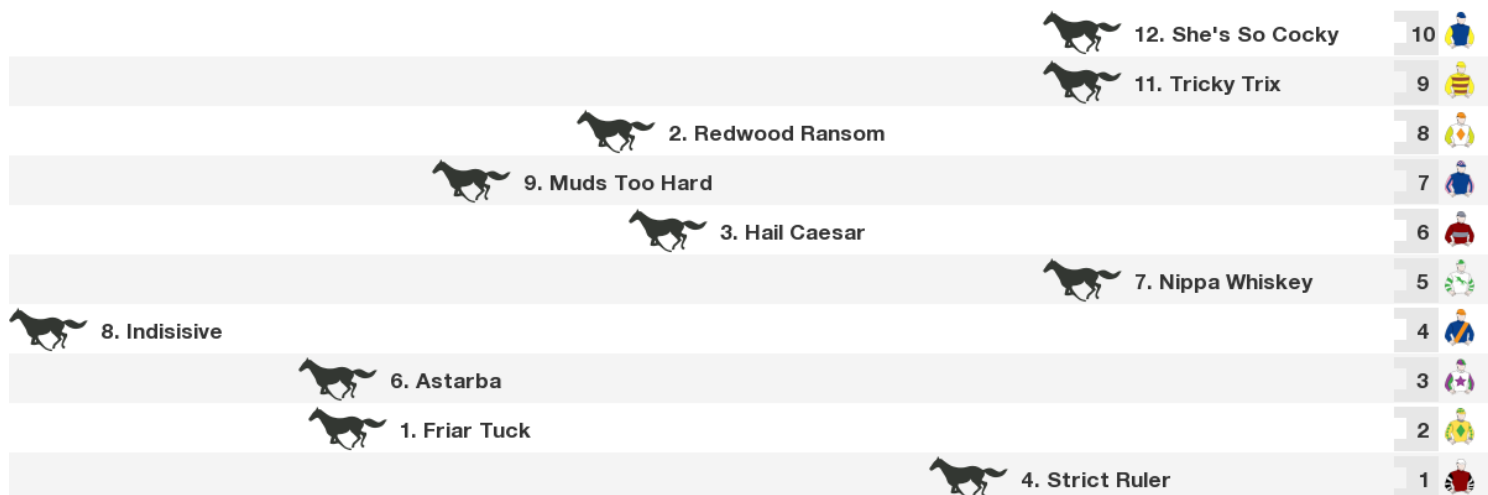 12. She's So Cocky 10
11. Tricky Trix 9
2. Redwood Ransom 8
9. Muds Too Hard 7
3. Hail Caesar 6
7. Nippa Whiskey 5
8. Indisisive 4
6. Astarba 3
1. Friar Tuck 2
4. Strict Ruler 1